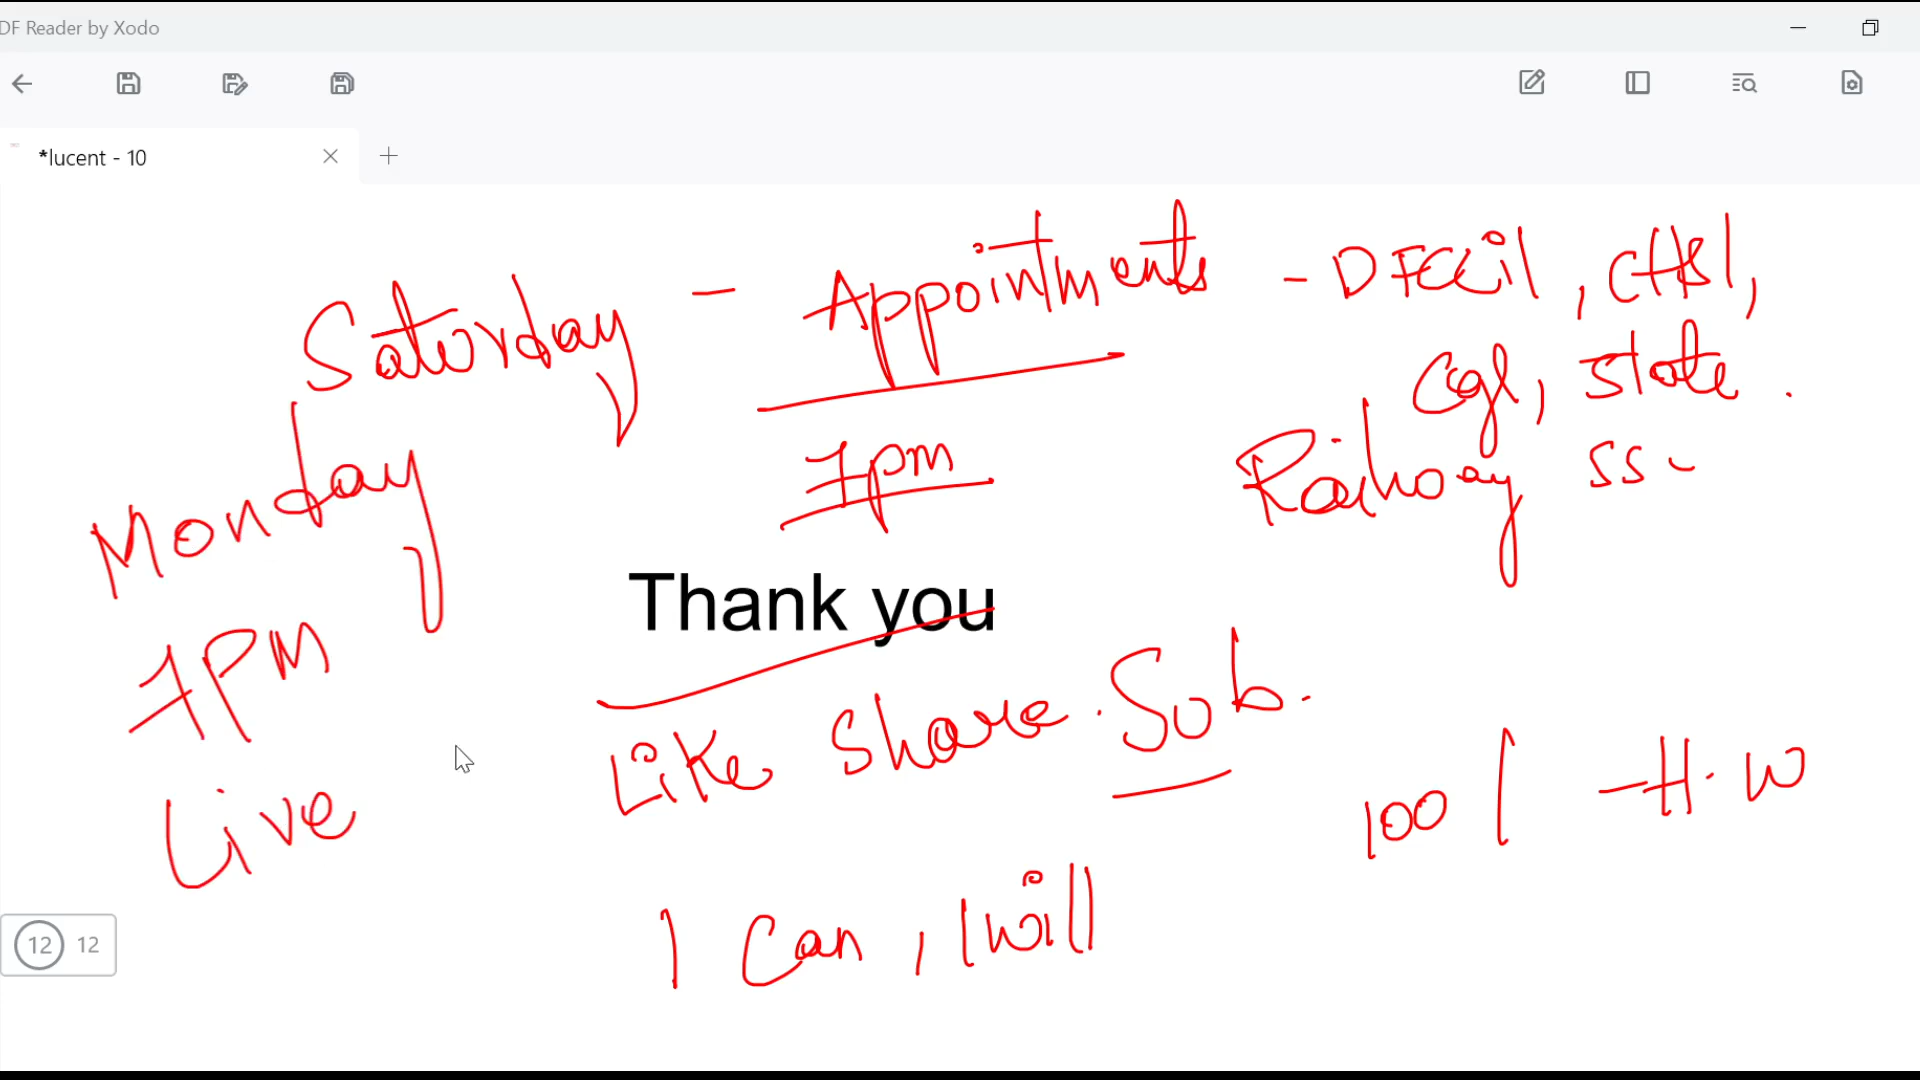 DF Reader by Xodo
*lucent - 10
Saturday - Appointments - DFCCil, CHSl,
Cgl, state.
7pm
Railway SS
Monday
7PM
Live
Thank you
Like Share. Sub.
100 - H.W
I Can, I will
12 12